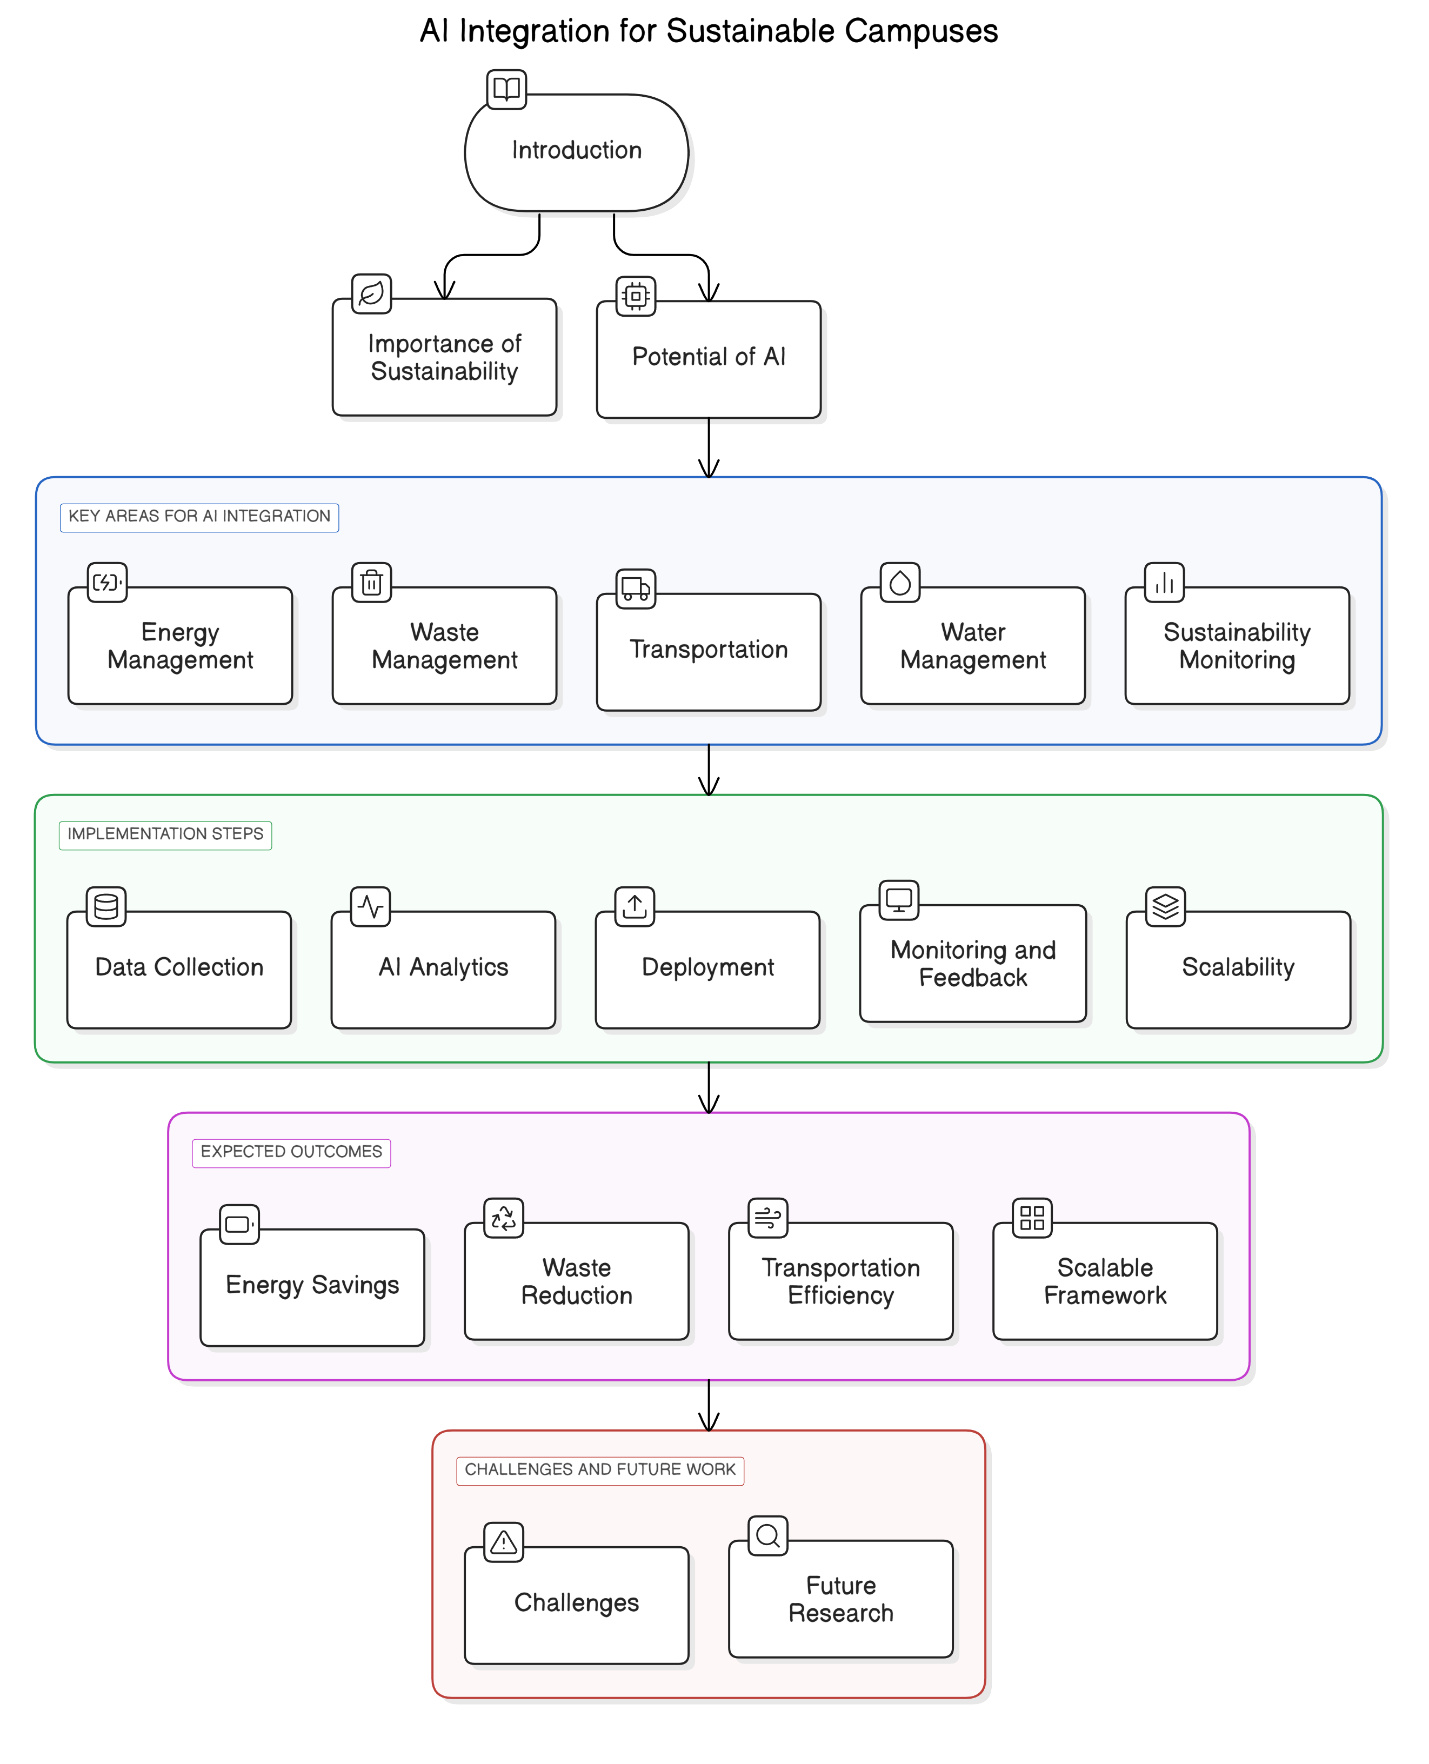 AI Integration for Sustainable Campuses
Introduction
Importance of
Sustainability
Potential of AI
KEY AREAS FOR AI INTEGRATION
Energy
Management
Waste
Management
Transportation
Water
Management
Sustainability
Monitoring
IMPLEMENTATION STEPS
Data Collection
AI Analytics
Deployment
Monitoring and
Feedback
Scalability
EXPECTED OUTCOMES
Energy Savings
Waste
Reduction
Transportation
Efficiency
Scalable
Framework
CHALLENGES AND FUTURE WORK
Challenges
Future
Research